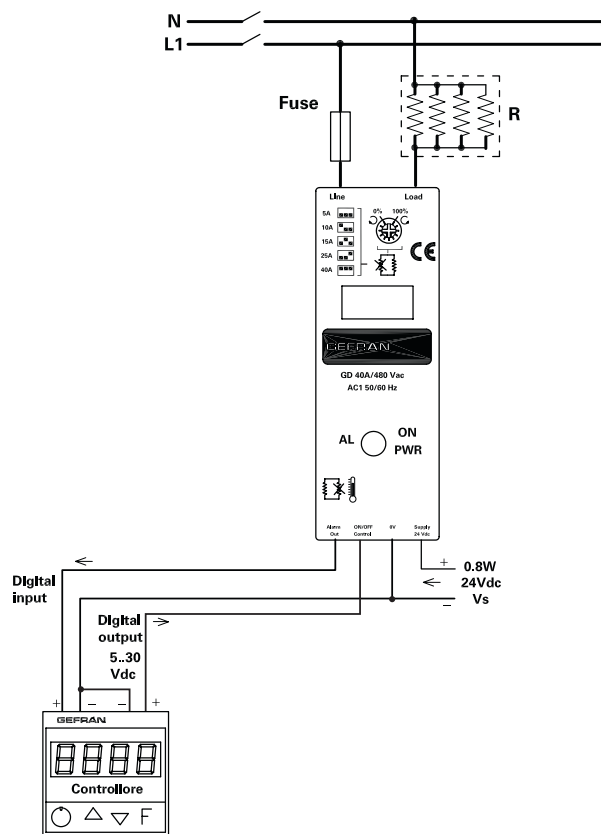 N
L1
Fuse
R
Line Load
5A
10A
15A
25A
40A
0% 100%
CE
GEFRAN
GD 40A/480 Vac
AC1 50/60 Hz
AL
ON
PWR
Alarm
Out
ON/OFF
Control
0V
Supply
24 Vdc
+
0.8W
24Vdc
Vs
−
Digital
input
Digital
output
5..30
Vdc
+ − − +
GEFRAN
8888
Controllore
F